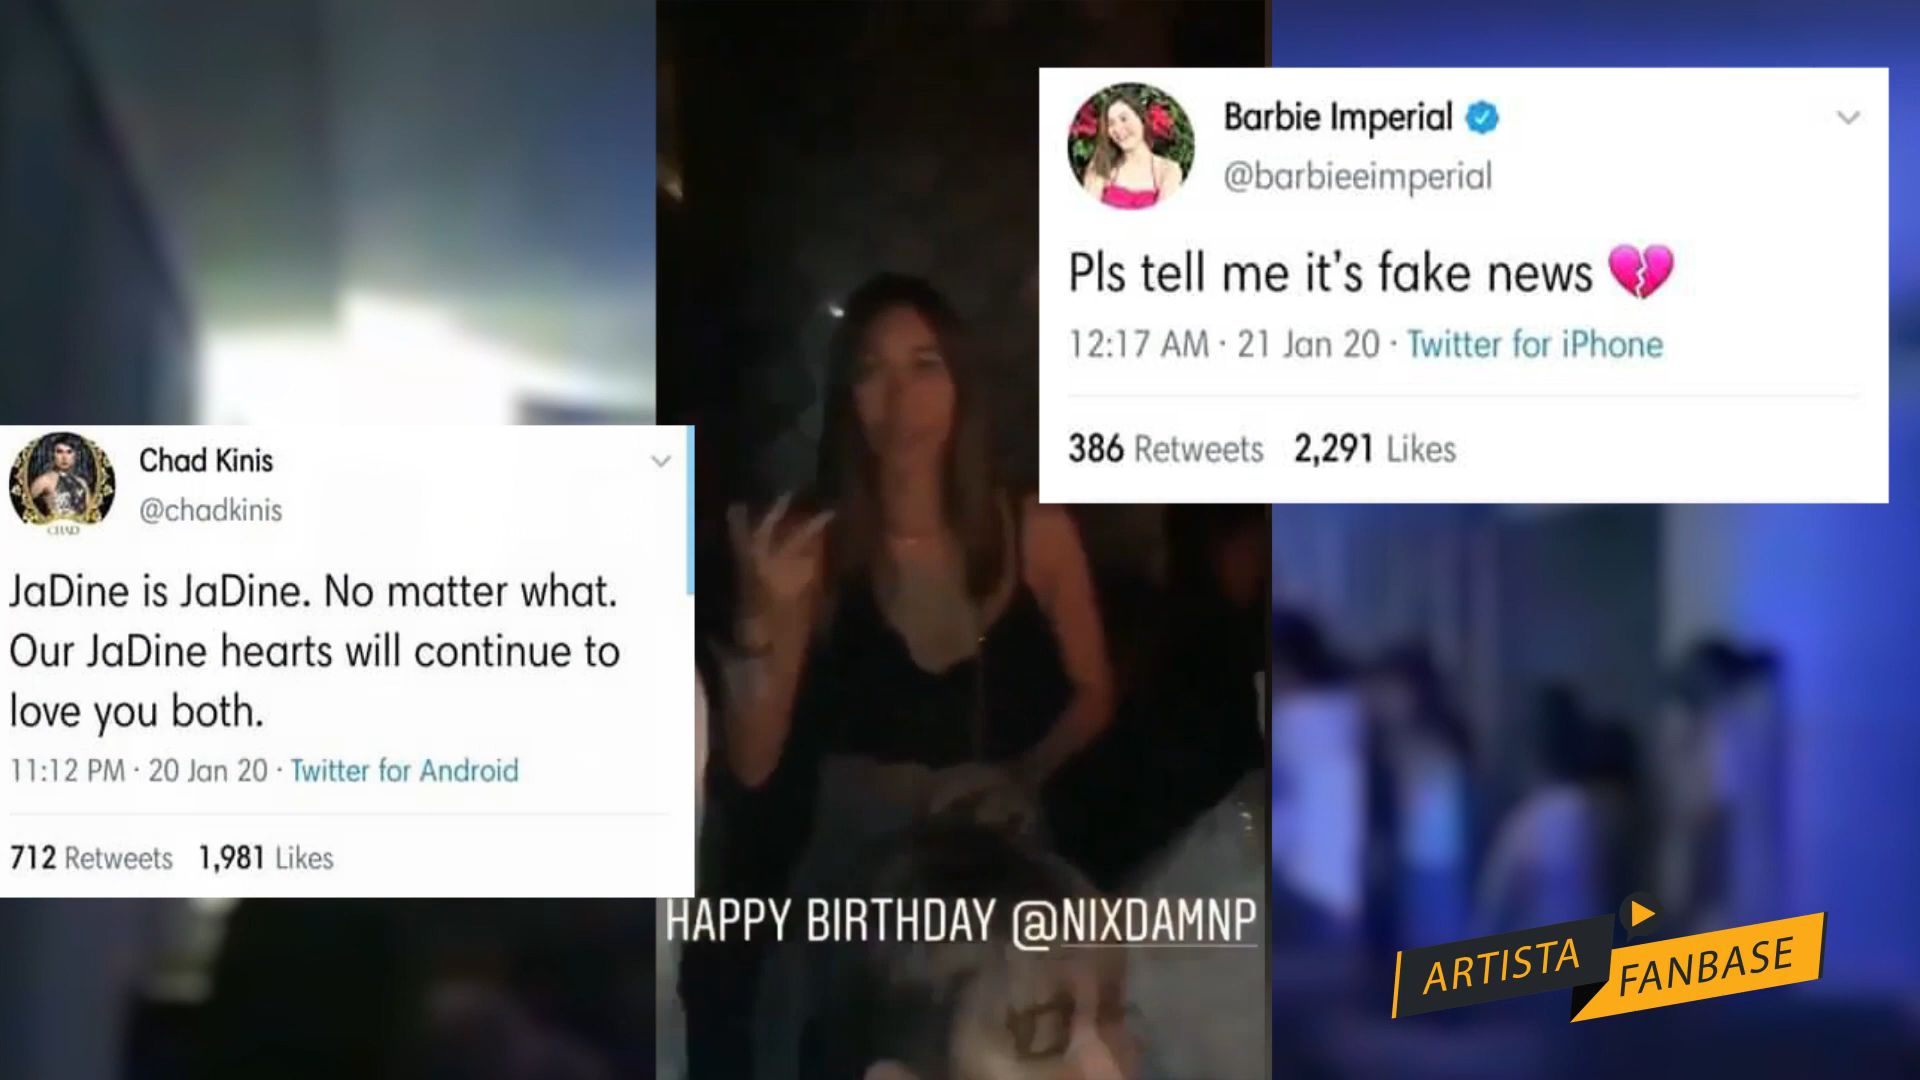 Barbie Imperial
@barbieeimperial
Pls tell me it's fake news 💔
12:17 AM · 21 Jan 20 · Twitter for iPhone
386 Retweets 2,291 Likes
Chad Kinis
@chadkinis
CHAD
JaDine is JaDine. No matter what.
Our JaDine hearts will continue to
love you both.
11:12 PM · 20 Jan 20 · Twitter for Android
712 Retweets 1,981 Likes
HAPPY BIRTHDAY @NIXDAMNP
ARTISTA
FANBASE